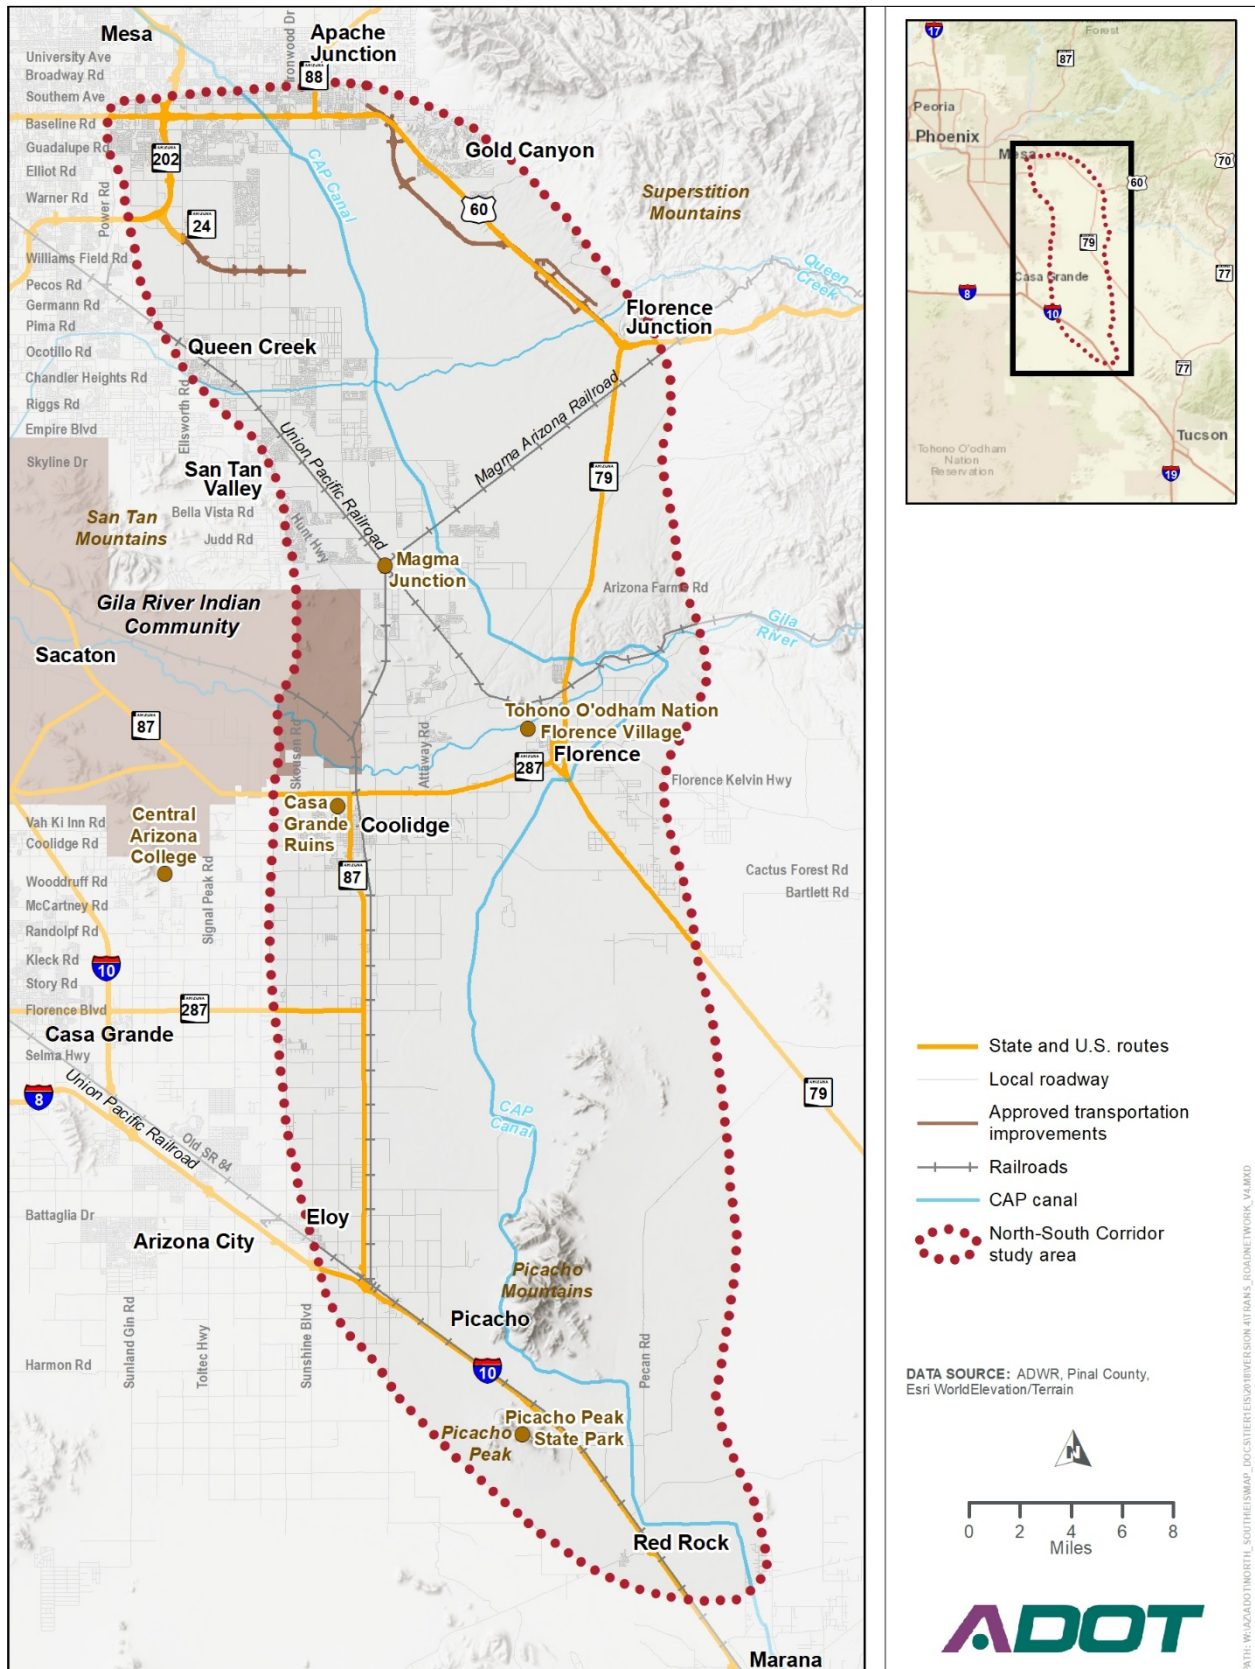 Mesa
Apache
Junction
Ironwood Dr
University Ave
Broadway Rd
Southern Ave
Baseline Rd
Guadalupe Rd
Elliot Rd
Warner Rd
Power Rd
Williams Field Rd
Pecos Rd
Germann Rd
Pima Rd
Ocotillo Rd
Chandler Heights Rd
Riggs Rd
Empire Blvd
Skyline Dr
ARIZONA
88
ARIZONA
202
ARIZONA
24
CAP Canal
Gold Canyon
60
Superstition
Mountains
Queen
Creek
Florence
Junction
Queen Creek
Ellsworth Rd
Union Pacific Railroad
Magma Arizona Railroad
San Tan
Valley
ARIZONA
79
San Tan
Mountains
Bella Vista Rd
Judd Rd
Hunt Hwy
Magma
Junction
Arizona Farms Rd
Gila River Indian
Community
Gila
River
Sacaton
ARIZONA
87
Skousen Rd
Attaway Rd
Tohono O'odham Nation
Florence Village
Florence
ARIZONA
287
Florence Kelvin Hwy
Central
Arizona
College
Casa
Grande
Ruins
Coolidge
ARIZONA
87
Vah Ki Inn Rd
Coolidge Rd
Wooddruff Rd
McCartney Rd
Randolpf Rd
Kleck Rd
Story Rd
Florence Blvd
Signal Peak Rd
Cactus Forest Rd
Bartlett Rd
10
ARIZONA
287
Casa Grande
Selma Hwy
8
Union Pacific Railroad
Old SR 84
CAP
Canal
ARIZONA
79
Battaglia Dr
Arizona City
Eloy
Picacho
Mountains
Picacho
Harmon Rd
Sunland Gin Rd
Toltec Hwy
Sunshine Blvd
10
Pecan Rd
Picacho
Peak
Picacho Peak
State Park
Red Rock
Marana
17
Forest
87
Peoria
Phoenix
Mesa
70
60
79
77
Casa Grande
8
10
77
Tucson
Tohono O'odham
Nation
Reservation
19
State and U.S. routes
Local roadway
Approved transportation
improvements
Railroads
CAP canal
North-South Corridor
study area
DATA SOURCE: ADWR, Pinal County,
Esri WorldElevation/Terrain
N
0 2 4 6 8
Miles
ADOT